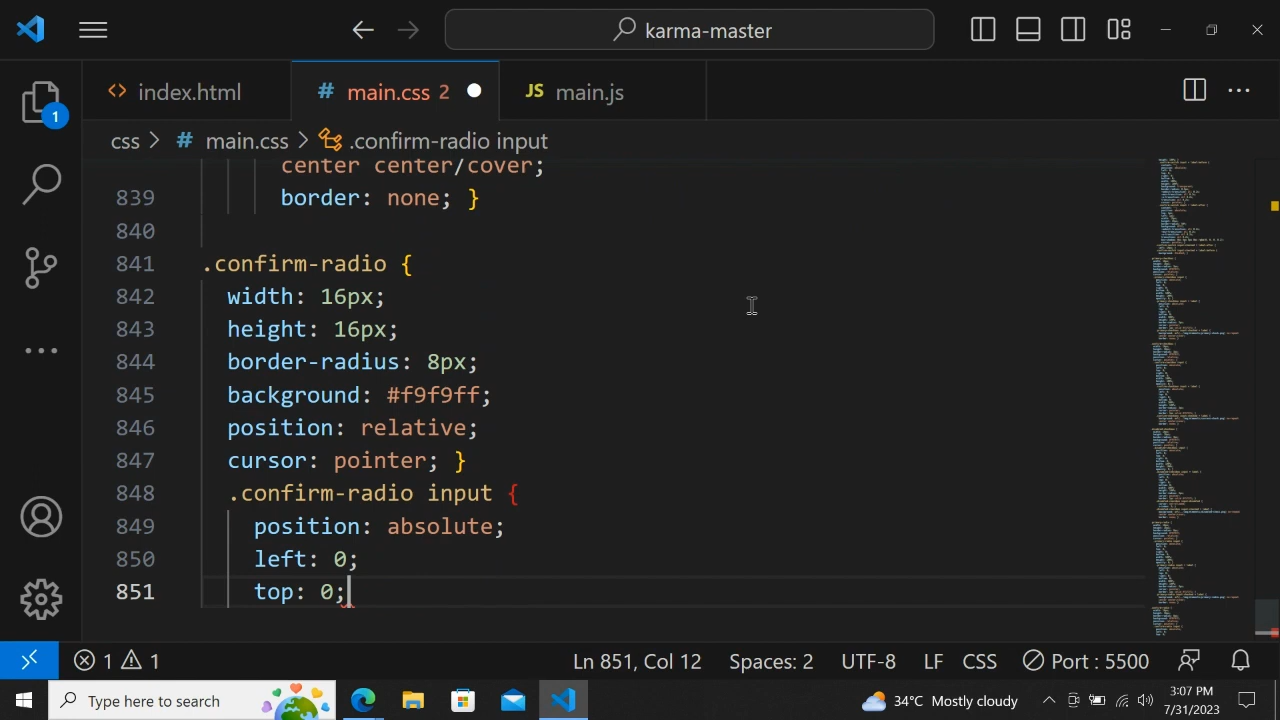 karma-master
index.html
main.css 2
main.js
css > main.css > .confirm-radio input
center center/cover;
839 border: none; }
840
841 .confirm-radio {
842 width: 16px;
843 height: 16px;
844 border-radius: 8px;
845 background: #f9f9ff;
846 position: relative;
847 cursor: pointer; }
848 .confirm-radio input {
849 position: absolute;
850 left: 0;
851 top: 0;
1
1 1 Ln 851, Col 12 Spaces: 2 UTF-8 LF CSS Port : 5500
Type here to search
34°C Mostly cloudly
3:07 PM
7/31/2023